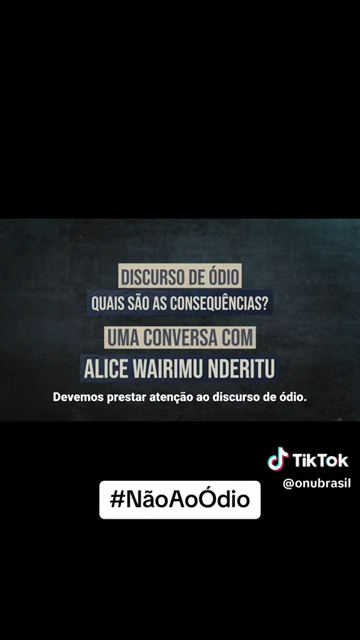 DISCURSO DE ÓDIO
QUAIS SÃO AS CONSEQUÊNCIAS?
UMA CONVERSA COM
ALICE WAIRIMU NDERITU
Devemos prestar atenção ao discurso de ódio.
TikTok
@onubrasil
#NãoAoÓdio